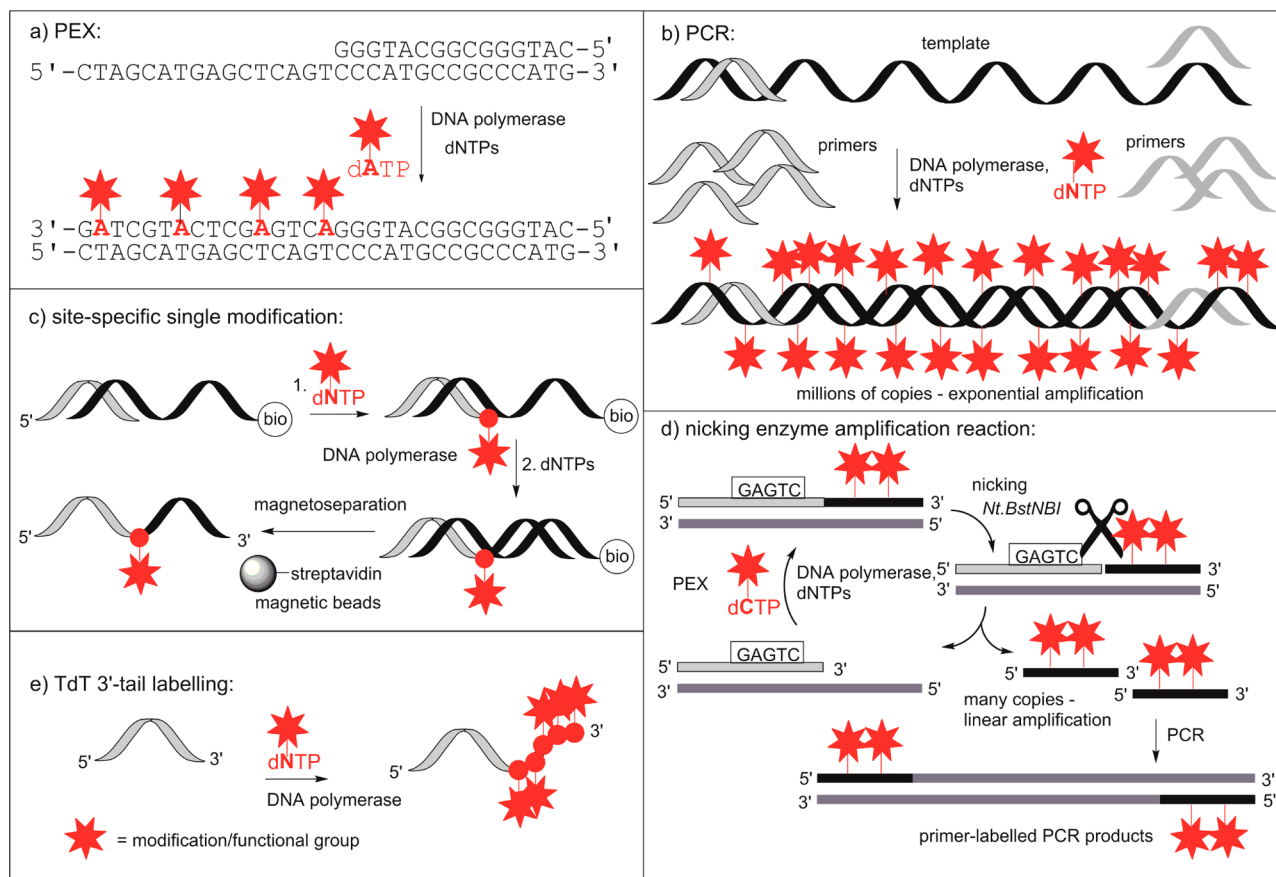 a) PEX:
GGGTACGGCGGGTAC-5'
5'-CTAGCATGAGCTCAGTCCCATGCCGCCCATG-3'
DNA polymerase
dNTPs
dATP
3'-GATCGTACTCGAGTCAGGGTACGGCGGGTAC-5'
5'-CTAGCATGAGCTCAGTCCCATGCCGCCCATG-3'
b) PCR:
template
primers
DNA polymerase,
dNTPs
dNTP
primers
millions of copies - exponential amplification
c) site-specific single modification:
1.
dNTP
5'
bio
DNA polymerase
bio
2. dNTPs
magnetoseparation
5'
3'
streptavidin
magnetic beads
bio
d) nicking enzyme amplification reaction:
5'
GAGTC
3'
3'
5'
nicking
Nt.BstNBI
GAGTC
5'
3'
3'
5'
PEX
dCTP
DNA polymerase,
dNTPs
5'
GAGTC
3'
3'
5'
5'
3'
5'
3'
many copies -
linear amplification
PCR
5'
3'
3'
5'
primer-labelled PCR products
e) TdT 3'-tail labelling:
5'
3'
dNTP
DNA polymerase
5'
3'
= modification/functional group